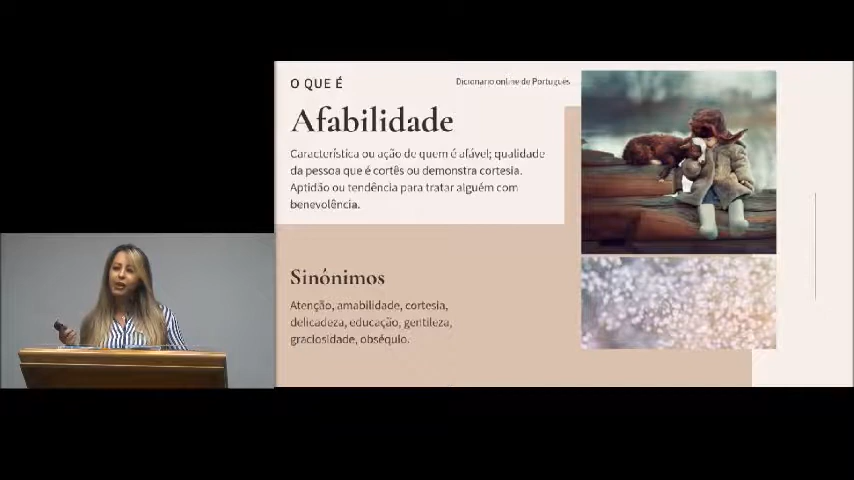 O QUE É
Dicionário online de Português
Afabilidade
Característica ou ação de quem é afável; qualidade
da pessoa que é cortês ou demonstra cortesia.
Aptidão ou tendência para tratar alguém com
benevolência.
Sinónimos
Atenção, amabilidade, cortesia,
delicadeza, educação, gentileza,
graciosidade, obséquio.